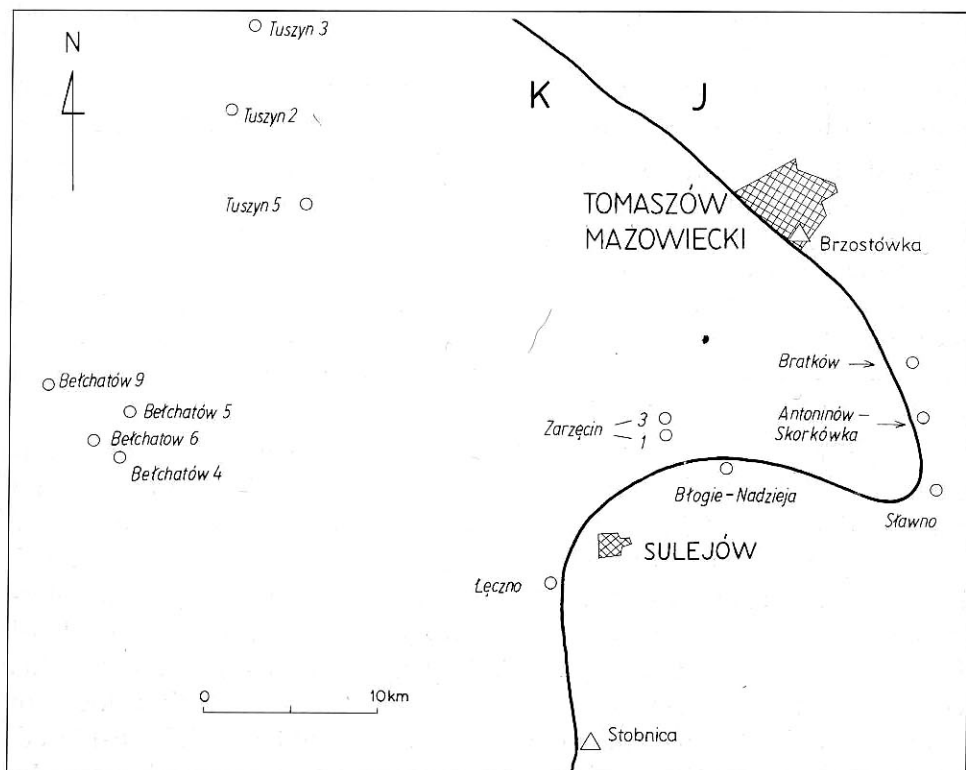 Tuszyn 3
N
K J
Tuszyn 2
Tuszyn 5
TOMASZÓW
MAZOWIECKI
Brzostówka
Bratków
Bełchatów 9
Bełchatów 5
Antoninów-
Skorkówka
Zarzęcin 3
1
Bełchatow 6
Bełchatów 4
Błogie-Nadzieja
Sławno
SULEJÓW
Łęczno
0 10km
Stobnica